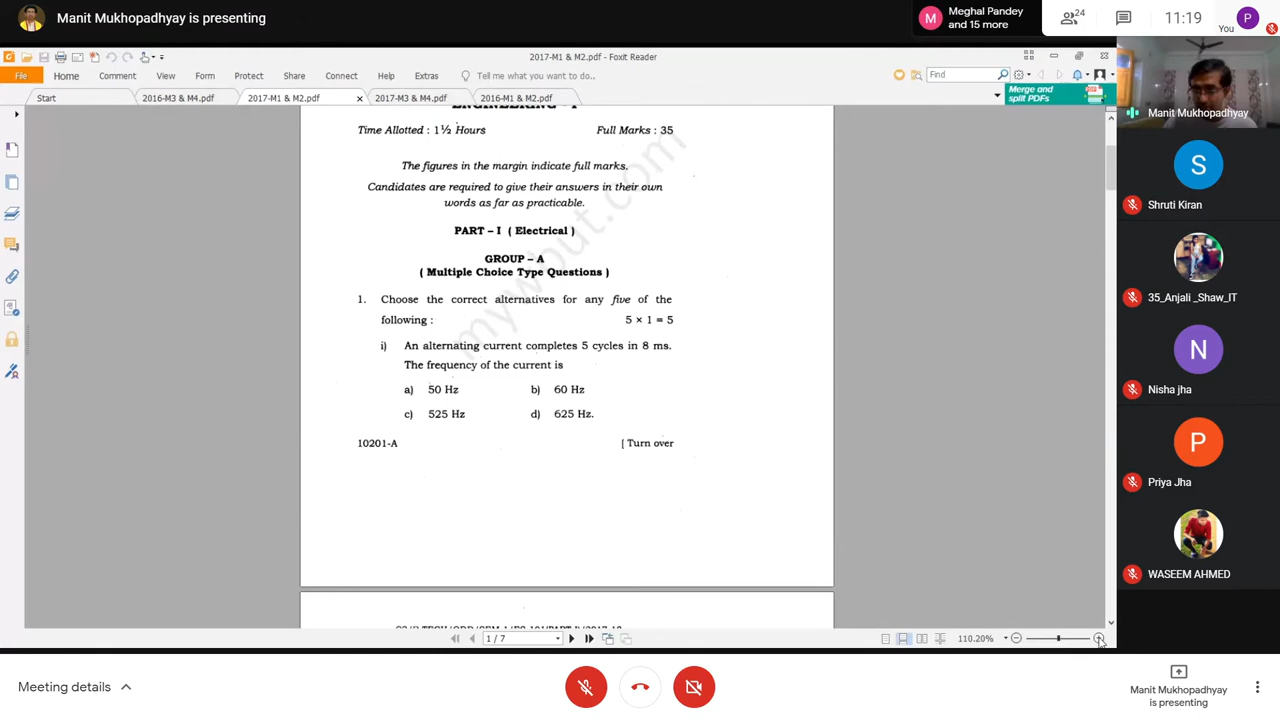 Manit Mukhopadhyay is presenting
Meghal Pandey
and 15 more
24
11:19
P
You
M
2017-M1 & M2.pdf - Foxit Reader
File
Home
Comment
View
Form
Protect
Share
Connect
Help
Extras
Tell me what you want to do..
Find
Start
2016-M3 & M4.pdf
2017-M1 & M2.pdf
2017-M3 & M4.pdf
2016-M1 & M2.pdf
Merge and
split PDFs
ENGINEERING - I
Time Allotted : 1½ Hours
Full Marks : 35
The figures in the margin indicate full marks.
Candidates are required to give their answers in their own
words as far as practicable.
PART – I ( Electrical )
GROUP – A
( Multiple Choice Type Questions )
1. Choose the correct alternatives for any five of the
following : 5 × 1 = 5
i) An alternating current completes 5 cycles in 8 ms.
The frequency of the current is
a) 50 Hz b) 60 Hz
c) 525 Hz d) 625 Hz.
10201-A [ Turn over
mywbut.com
1 / 7
110.20%
Manit Mukhopadhyay
S
Shruti Kiran
35_Anjali _Shaw_IT
N
Nisha jha
P
Priya Jha
WASEEM AHMED
Meeting details
Manit Mukhopadhyay
is presenting